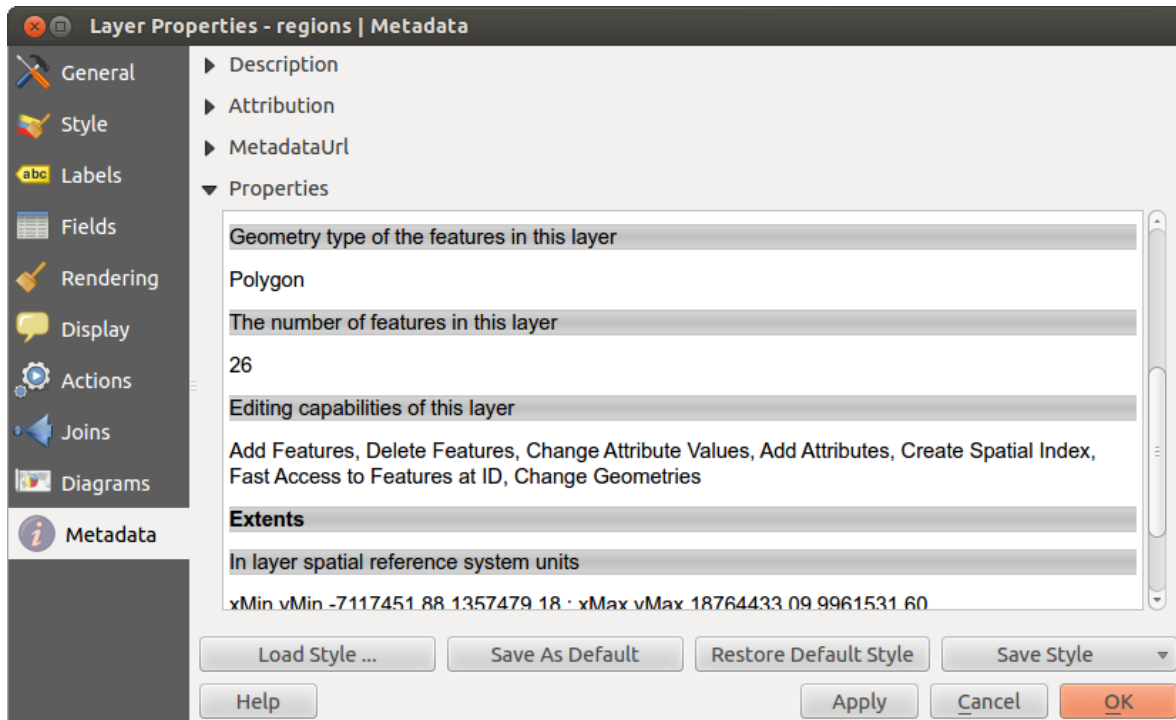 Layer Properties - regions | Metadata
General
Style
abc Labels
Fields
Rendering
Display
Actions
Joins
Diagrams
Metadata
Description
Attribution
MetadataUrl
Properties
Geometry type of the features in this layer
Polygon
The number of features in this layer
26
Editing capabilities of this layer
Add Features, Delete Features, Change Attribute Values, Add Attributes, Create Spatial Index,
Fast Access to Features at ID, Change Geometries
Extents
In layer spatial reference system units
xMin,yMin -7117451.88,1357479.18 : xMax,yMax 18764433.09,9961531.60
Load Style ...
Save As Default
Restore Default Style
Save Style
Help
Apply
Cancel
OK